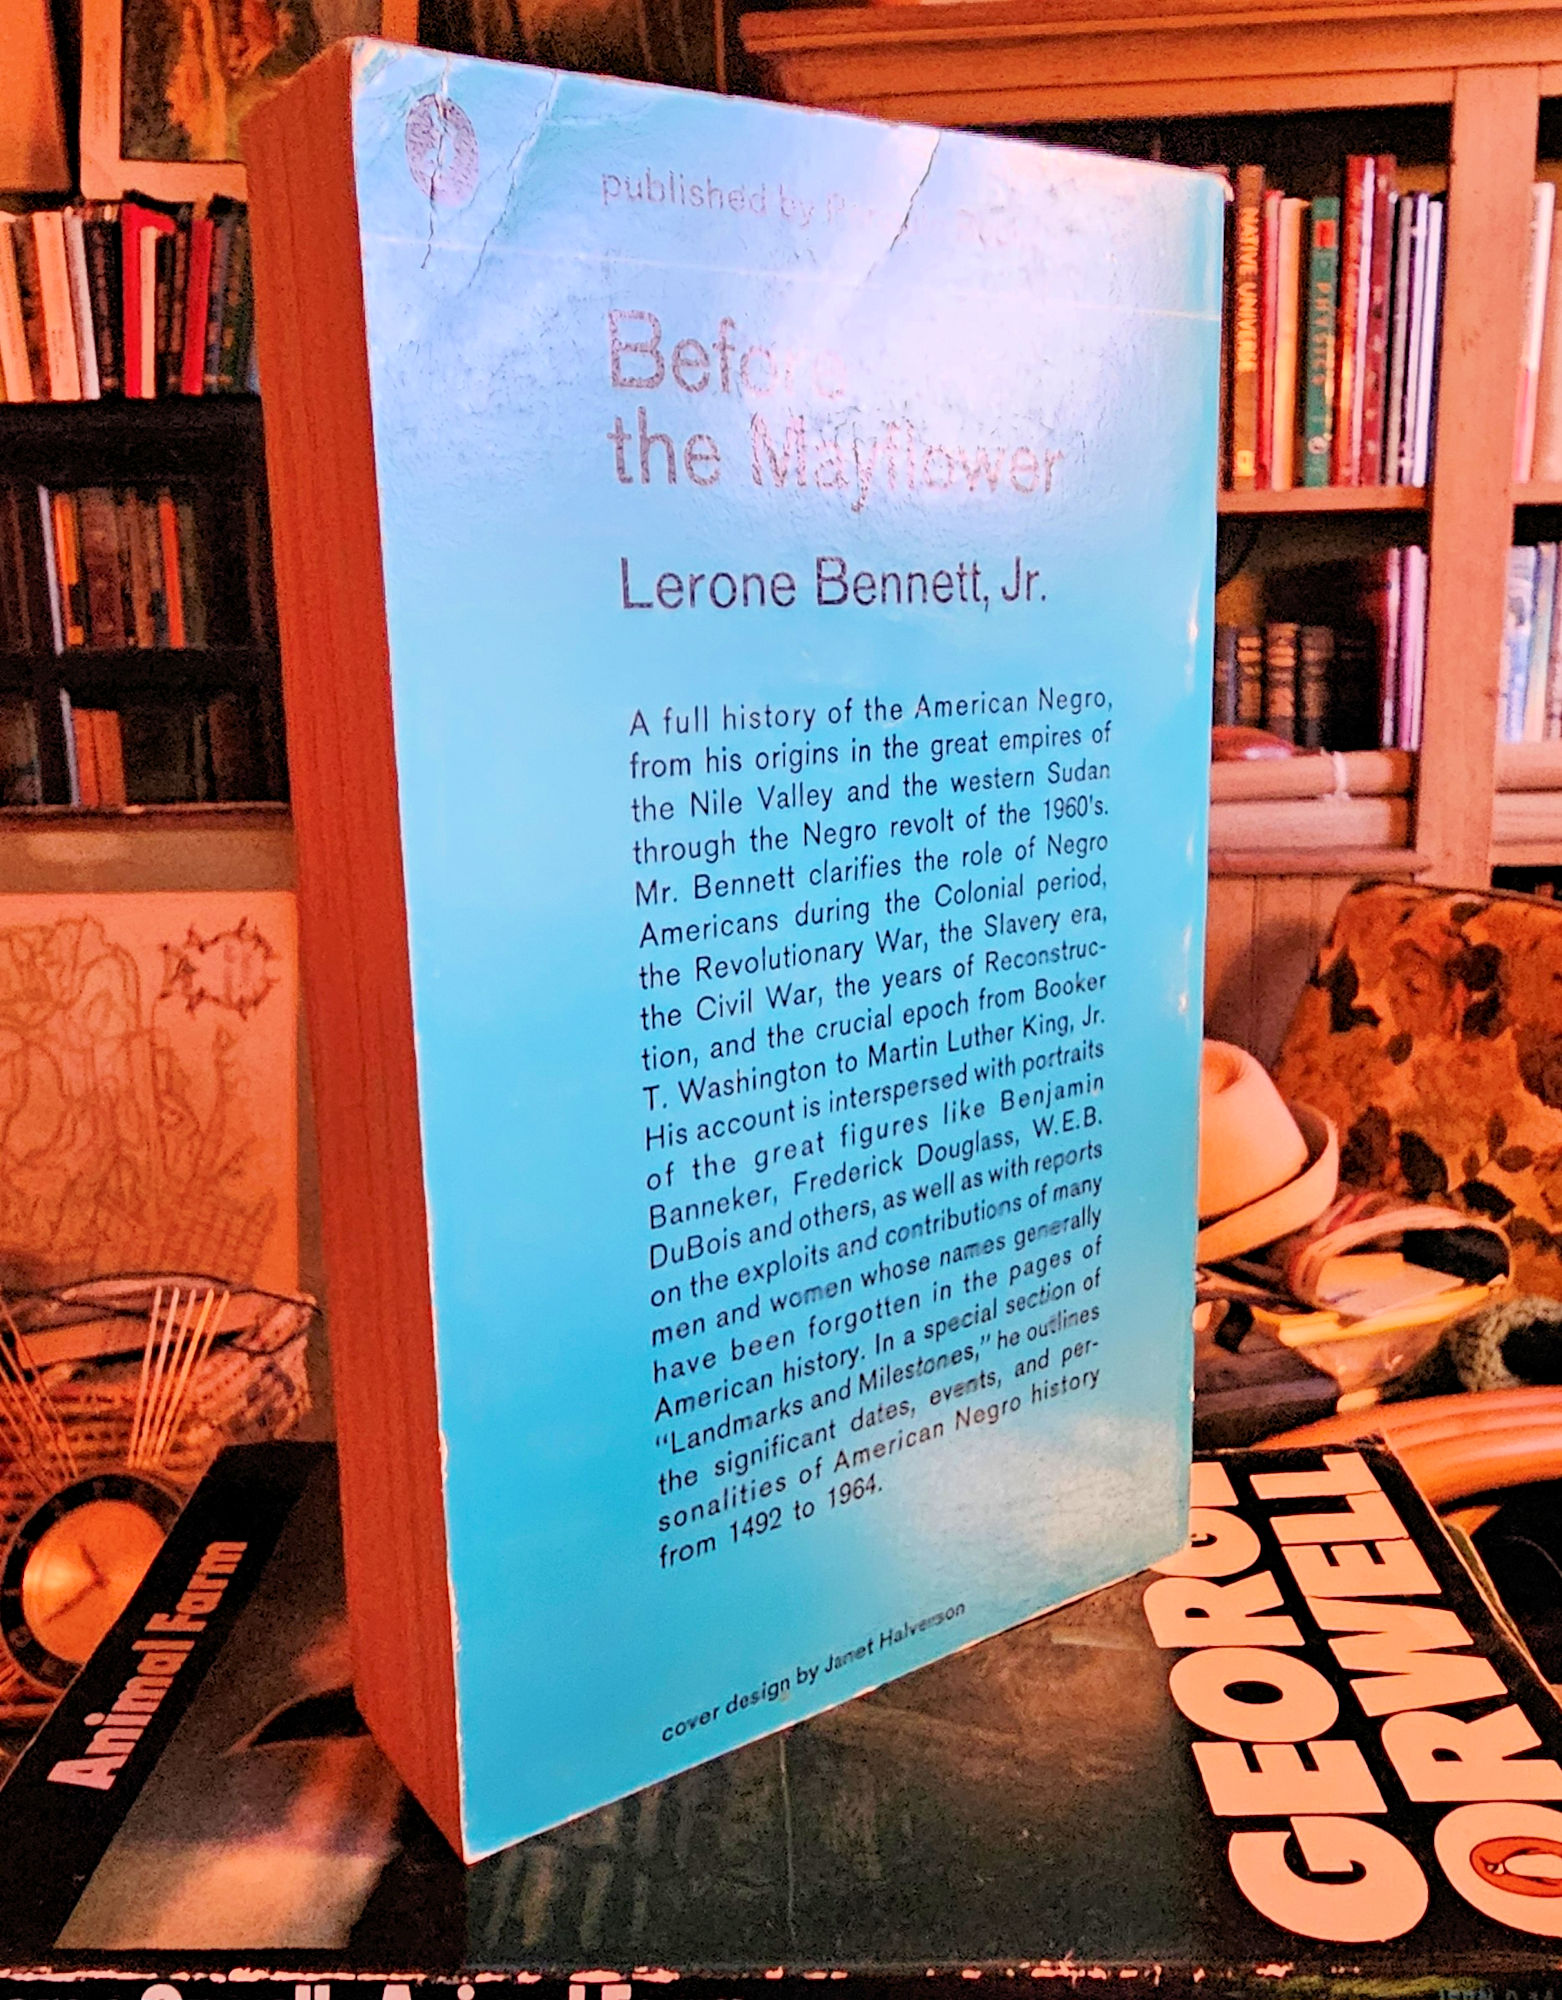 published by
Before
the Mayflower
Lerone Bennett, Jr.
A full history of the American Negro,
from his origins in the great empires of
the Nile Valley and the western Sudan
through the Negro revolt of the 1960's.
Mr. Bennett clarifies the role of Negro
Americans during the Colonial period,
the Revolutionary War, the Slavery era,
the Civil War, the years of Reconstruc-
tion, and the crucial epoch from Booker
T. Washington to Martin Luther King, Jr.
His account is interspersed with portraits
of the great figures like Benjamin
Banneker, Frederick Douglass, W.E.B.
DuBois and others, as well as with reports
on the exploits and contributions of many
men and women whose names generally
have been forgotten in the pages of
American history. In a special section of
“Landmarks and Milestones,” he outlines
the significant dates, events, and per-
sonalities of American Negro history
from 1492 to 1964.
cover design by Janet Halverson
NATIVE UNIVERSE
Animal Farm
GEORGE
ORWELL